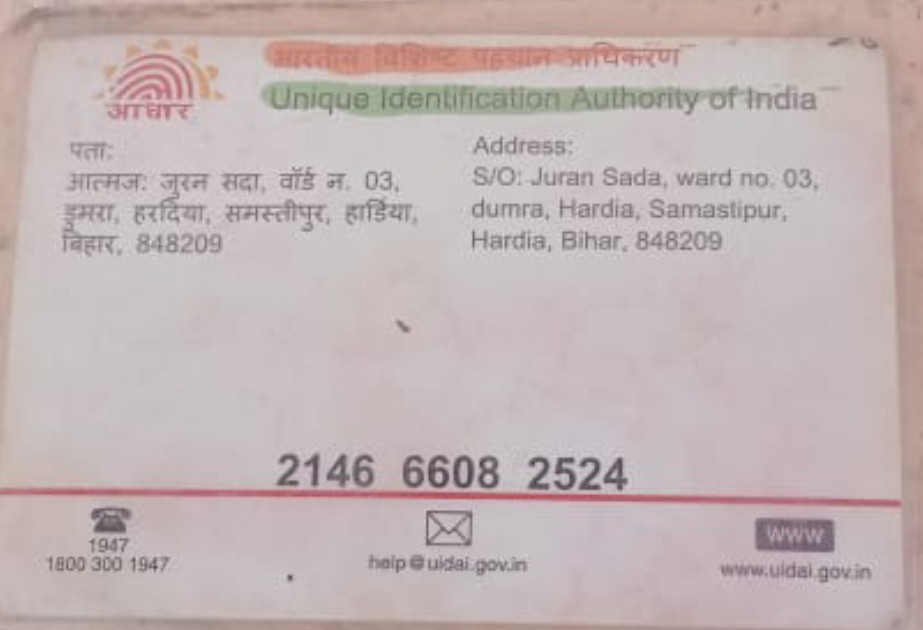 भारतीय विशिष्ट पहचान प्राधिकरण
Unique Identification Authority of India
आधार
पता:
आत्मज: जुरन सदा, वॉर्ड न. 03,
डुमरा, हरदिया, समस्तीपुर, हार्डिया,
बिहार, 848209
Address:
S/O: Juran Sada, ward no. 03,
dumra, Hardia, Samastipur,
Hardia, Bihar, 848209
2146 6608 2524
1947
1800 300 1947
help@uidai.gov.in
www
www.uidai.gov.in